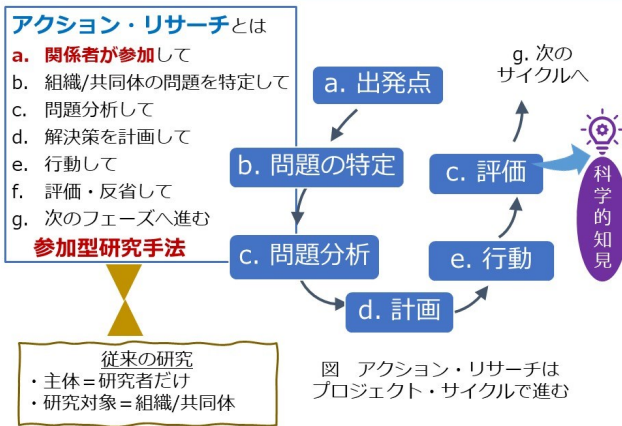 アクション・リサーチとは
a. 関係者が参加して
b. 組織/共同体の問題を特定して
c. 問題分析して
d. 解決策を計画して
e. 行動して
f. 評価・反省して
g. 次のフェーズへ進む
参加型研究手法
従来の研究
・主体＝研究者だけ
・研究対象＝組織/共同体
a. 出発点
b. 問題の特定
c. 問題分析
d. 計画
e. 行動
c. 評価
g. 次の
サイクルへ
科学的知見
図 アクション・リサーチは
プロジェクト・サイクルで進む